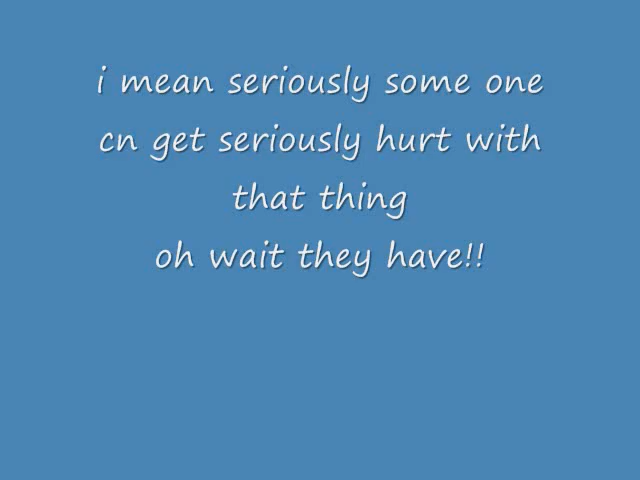 i mean seriously some one
cn get seriously hurt with
that thing
oh wait they have!!